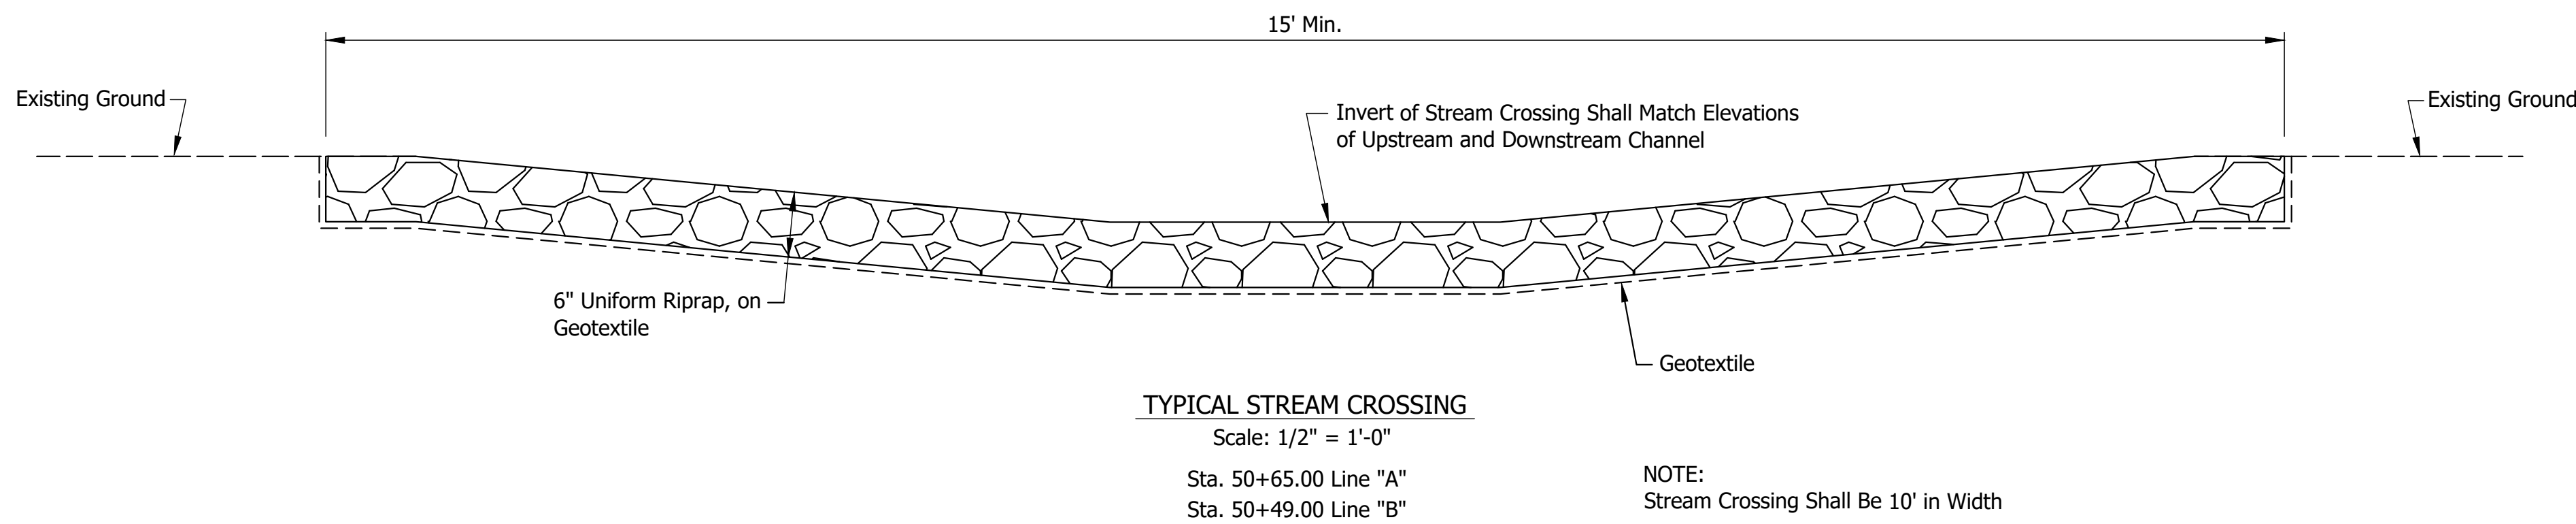 15' Min.
Existing Ground
Invert of Stream Crossing Shall Match Elevations
of Upstream and Downstream Channel
Existing Ground
6" Uniform Riprap, on
Geotextile
Geotextile
TYPICAL STREAM CROSSING
Scale: 1/2" = 1'-0"
Sta. 50+65.00 Line "A"
Sta. 50+49.00 Line "B"
NOTE:
Stream Crossing Shall Be 10' in Width